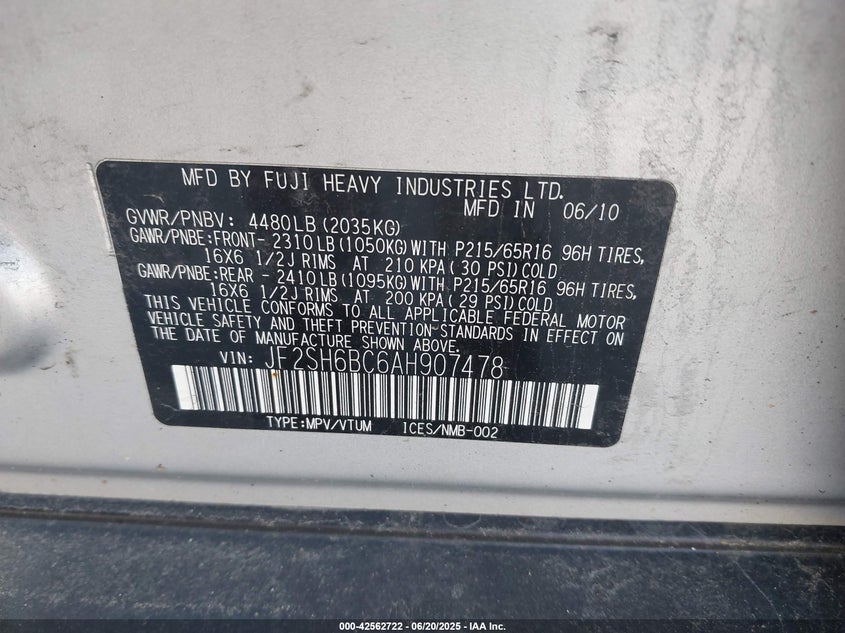 MFD BY FUJI HEAVY INDUSTRIES LTD.
MFD IN 06/10
GVWR/PNBV: 4480LB(2035KG)
GAWR/PNBE:FRONT- 2310LB(1050KG)WITH P215/65R16 96H TIRES,
16X6 1/2J RIMS AT 210 KPA(30 PSI)COLD
GAWR/PNBE:REAR - 2410LB(1095KG)WITH P215/65R16 96H TIRES,
16X6 1/2J RIMS AT 200 KPA(29 PSI)COLD
THIS VEHICLE CONFORMS TO ALL APPLICABLE FEDERAL MOTOR
VEHICLE SAFETY AND THEFT PREVENTION STANDARDS IN EFFECT ON
THE DATE OF MANUFACTURE SHOWN ABOVE.
VIN: JF2SH6BC6AH907478
TYPE:MPV/VTUM ICES/NMB-002
000-42562722 - 06/20/2025 - IAA Inc.